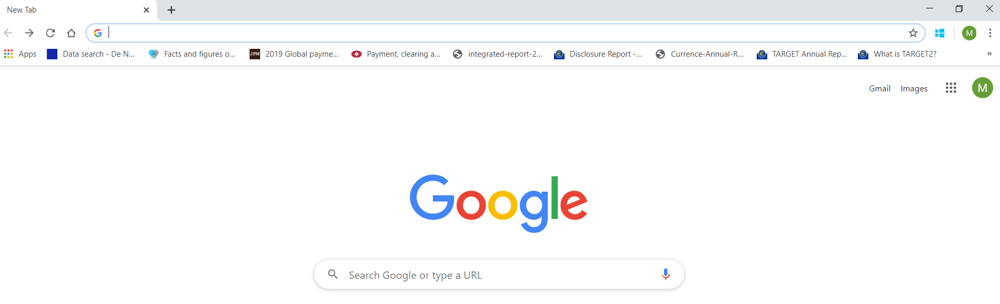 New Tab
Apps Data search - De N... Facts and figures o... JPM 2019 Global payme... Payment, clearing a... integrated-report-2... Disclosure Report -... Currence-Annual-R... TARGET Annual Rep... What is TARGET2? »
Gmail Images M
Google
Search Google or type a URL